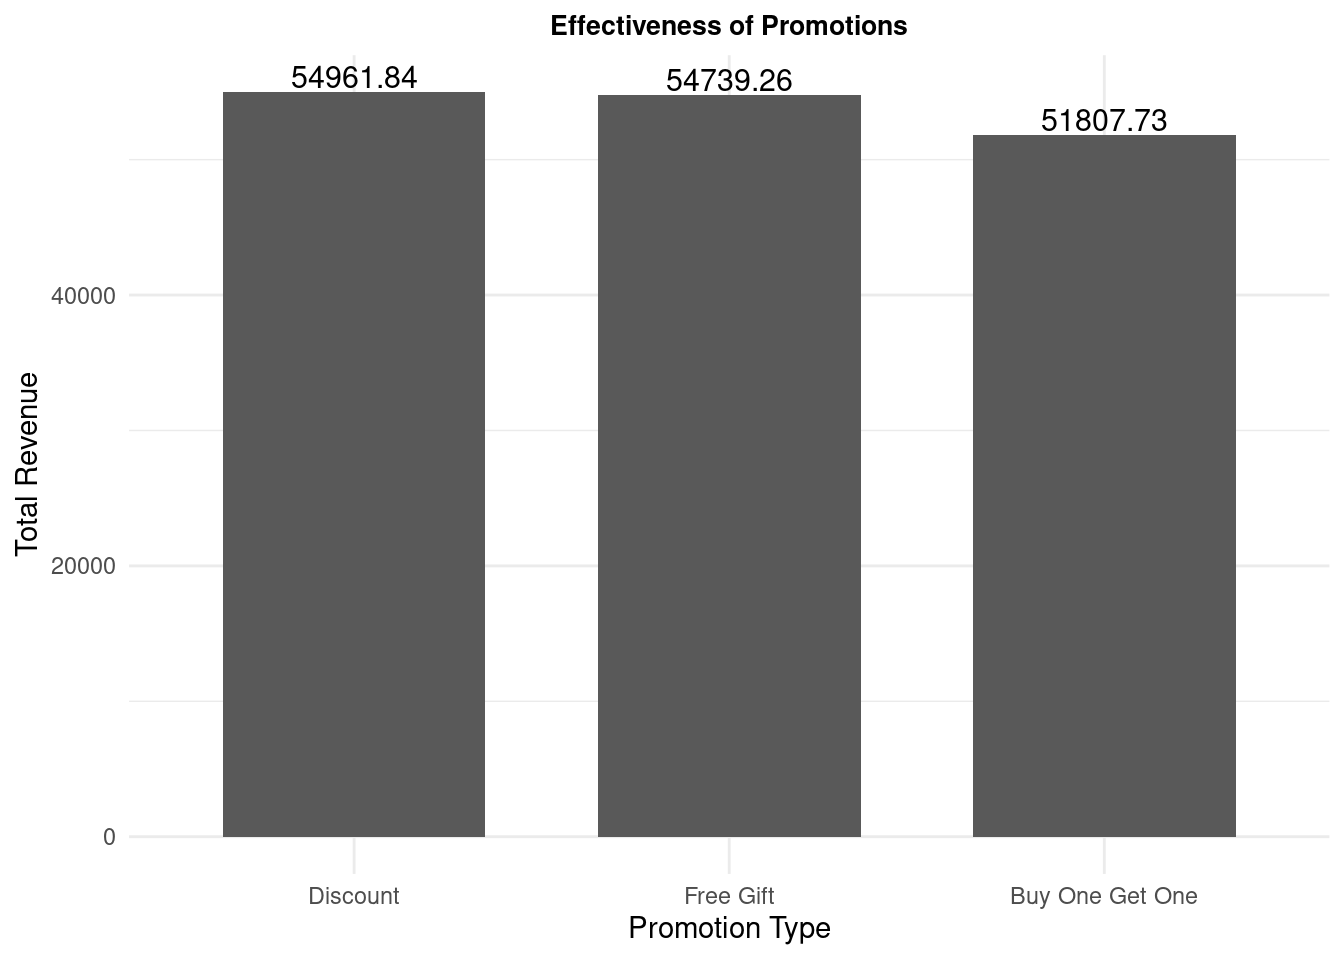 Effectiveness of Promotions
54961.84
54739.26
51807.73
40000
20000
0
Total Revenue
Discount
Free Gift
Buy One Get One
Promotion Type